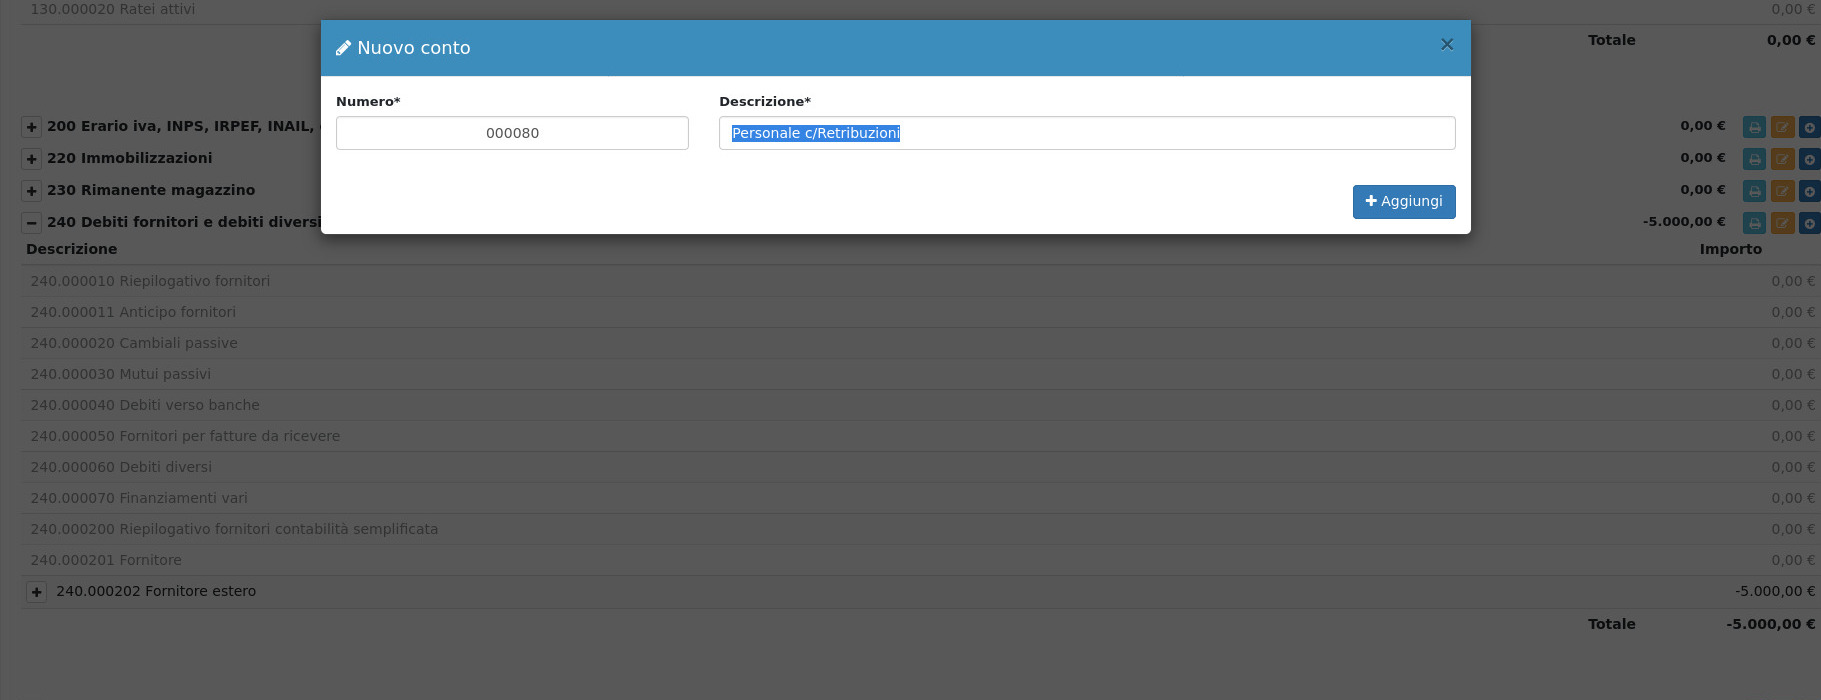 130.000020 Ratei attivi 0,00 €
Nuovo conto ×
Totale 0,00 €
Numero* Descrizione*
000080 Personale c/Retribuzioni
200 Erario iva, INPS, IRPEF, INAIL, 0,00 €
220 Immobilizzazioni 0,00 €
230 Rimanente magazzino 0,00 €
Aggiungi
240 Debiti fornitori e debiti diversi -5.000,00 €
Descrizione Importo
240.000010 Riepilogativo fornitori 0,00 €
240.000011 Anticipo fornitori 0,00 €
240.000020 Cambiali passive 0,00 €
240.000030 Mutui passivi 0,00 €
240.000040 Debiti verso banche 0,00 €
240.000050 Fornitori per fatture da ricevere 0,00 €
240.000060 Debiti diversi 0,00 €
240.000070 Finanziamenti vari 0,00 €
240.000200 Riepilogativo fornitori contabilità semplificata 0,00 €
240.000201 Fornitore 0,00 €
240.000202 Fornitore estero -5.000,00 €
Totale -5.000,00 €